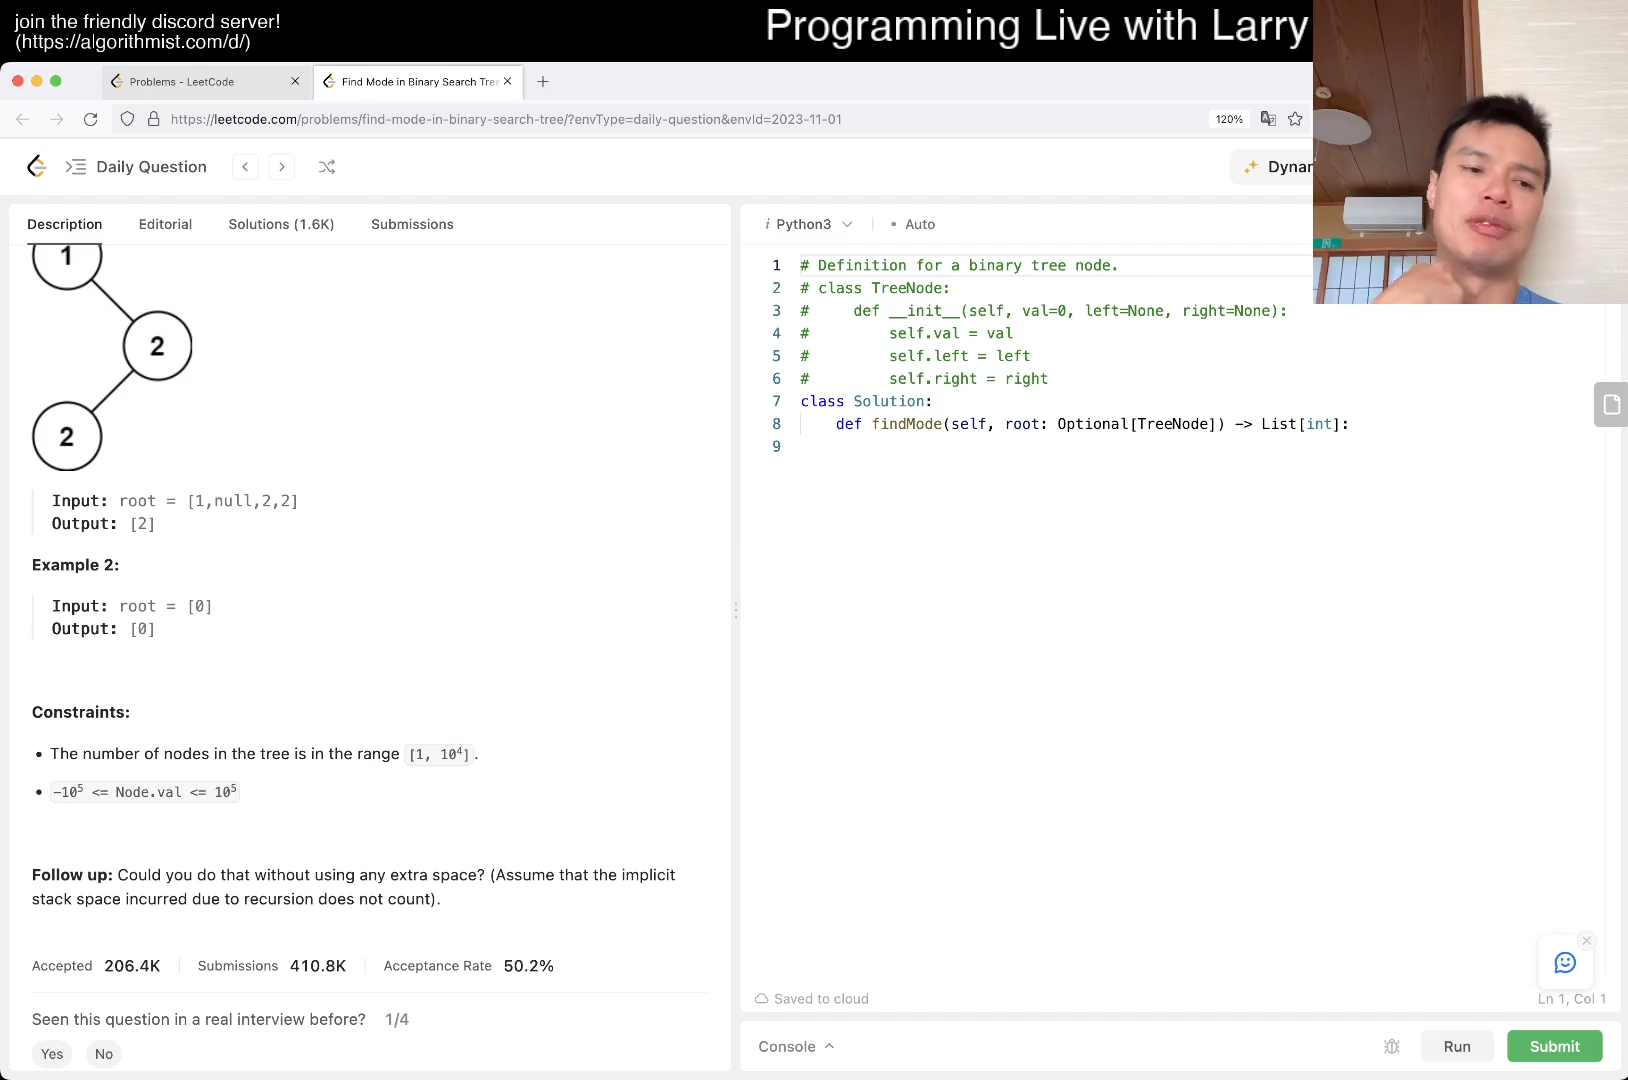 join the friendly discord server!
(https://algorithmist.com/d/)
Programming Live with Larry
Problems - LeetCode
Find Mode in Binary Search Tree
https://leetcode.com/problems/find-mode-in-binary-search-tree/?envType=daily-question&envId=2023-11-01
120%
Daily Question
Dynar
Description Editorial Solutions (1.6K) Submissions
1
2
2
Input: root = [1,null,2,2]
Output: [2]
Example 2:
Input: root = [0]
Output: [0]
Constraints:
• The number of nodes in the tree is in the range [1, 10⁴].
• -10⁵ <= Node.val <= 10⁵
Follow up: Could you do that without using any extra space? (Assume that the implicit
stack space incurred due to recursion does not count).
Accepted 206.4K Submissions 410.8K Acceptance Rate 50.2%
Seen this question in a real interview before? 1/4
Yes No
i Python3 • Auto
1 # Definition for a binary tree node.
2 # class TreeNode:
3 #     def __init__(self, val=0, left=None, right=None):
4 #         self.val = val
5 #         self.left = left
6 #         self.right = right
7 class Solution:
8     def findMode(self, root: Optional[TreeNode]) -> List[int]:
9
Saved to cloud
Ln 1, Col 1
Console
Run
Submit